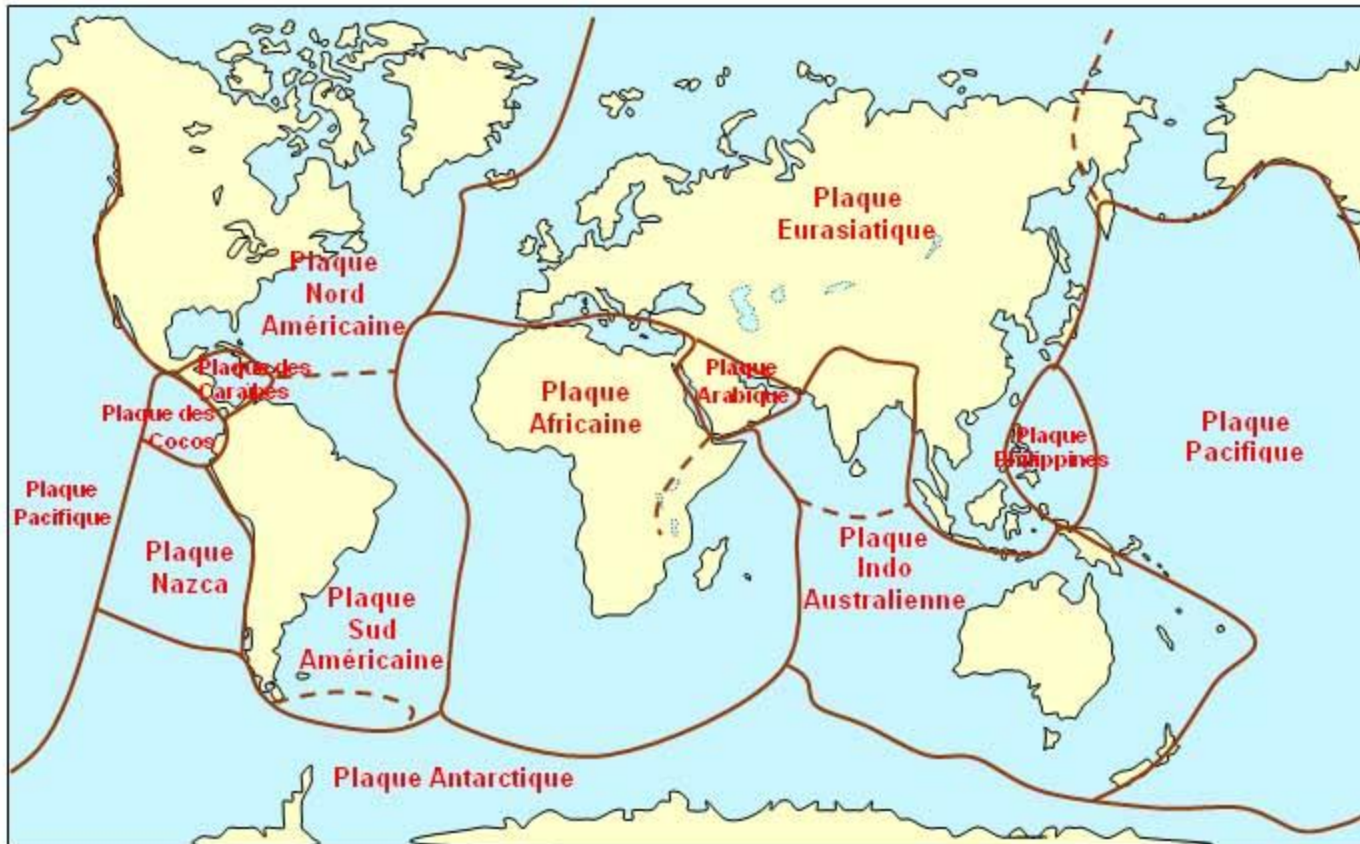 Plaque
Eurasiatique
Plaque
Nord
Américaine
Plaque des
Caraïbes
Plaque des
Cocos
Plaque
Africaine
Plaque
Arabique
Plaque
Philippines
Plaque
Pacifique
Plaque
Pacifique
Plaque
Nazca
Plaque
Sud
Américaine
Plaque
Indo
Australienne
Plaque Antarctique